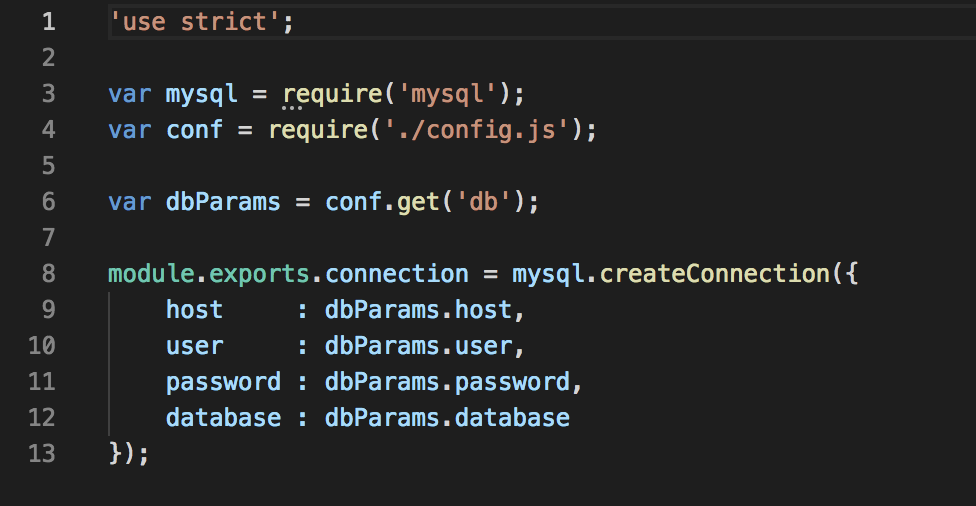 1 'use strict';
2
3 var mysql = require('mysql');
4 var conf = require('./config.js');
5
6 var dbParams = conf.get('db');
7
8 module.exports.connection = mysql.createConnection({
9 host : dbParams.host,
10 user : dbParams.user,
11 password : dbParams.password,
12 database : dbParams.database
13 });